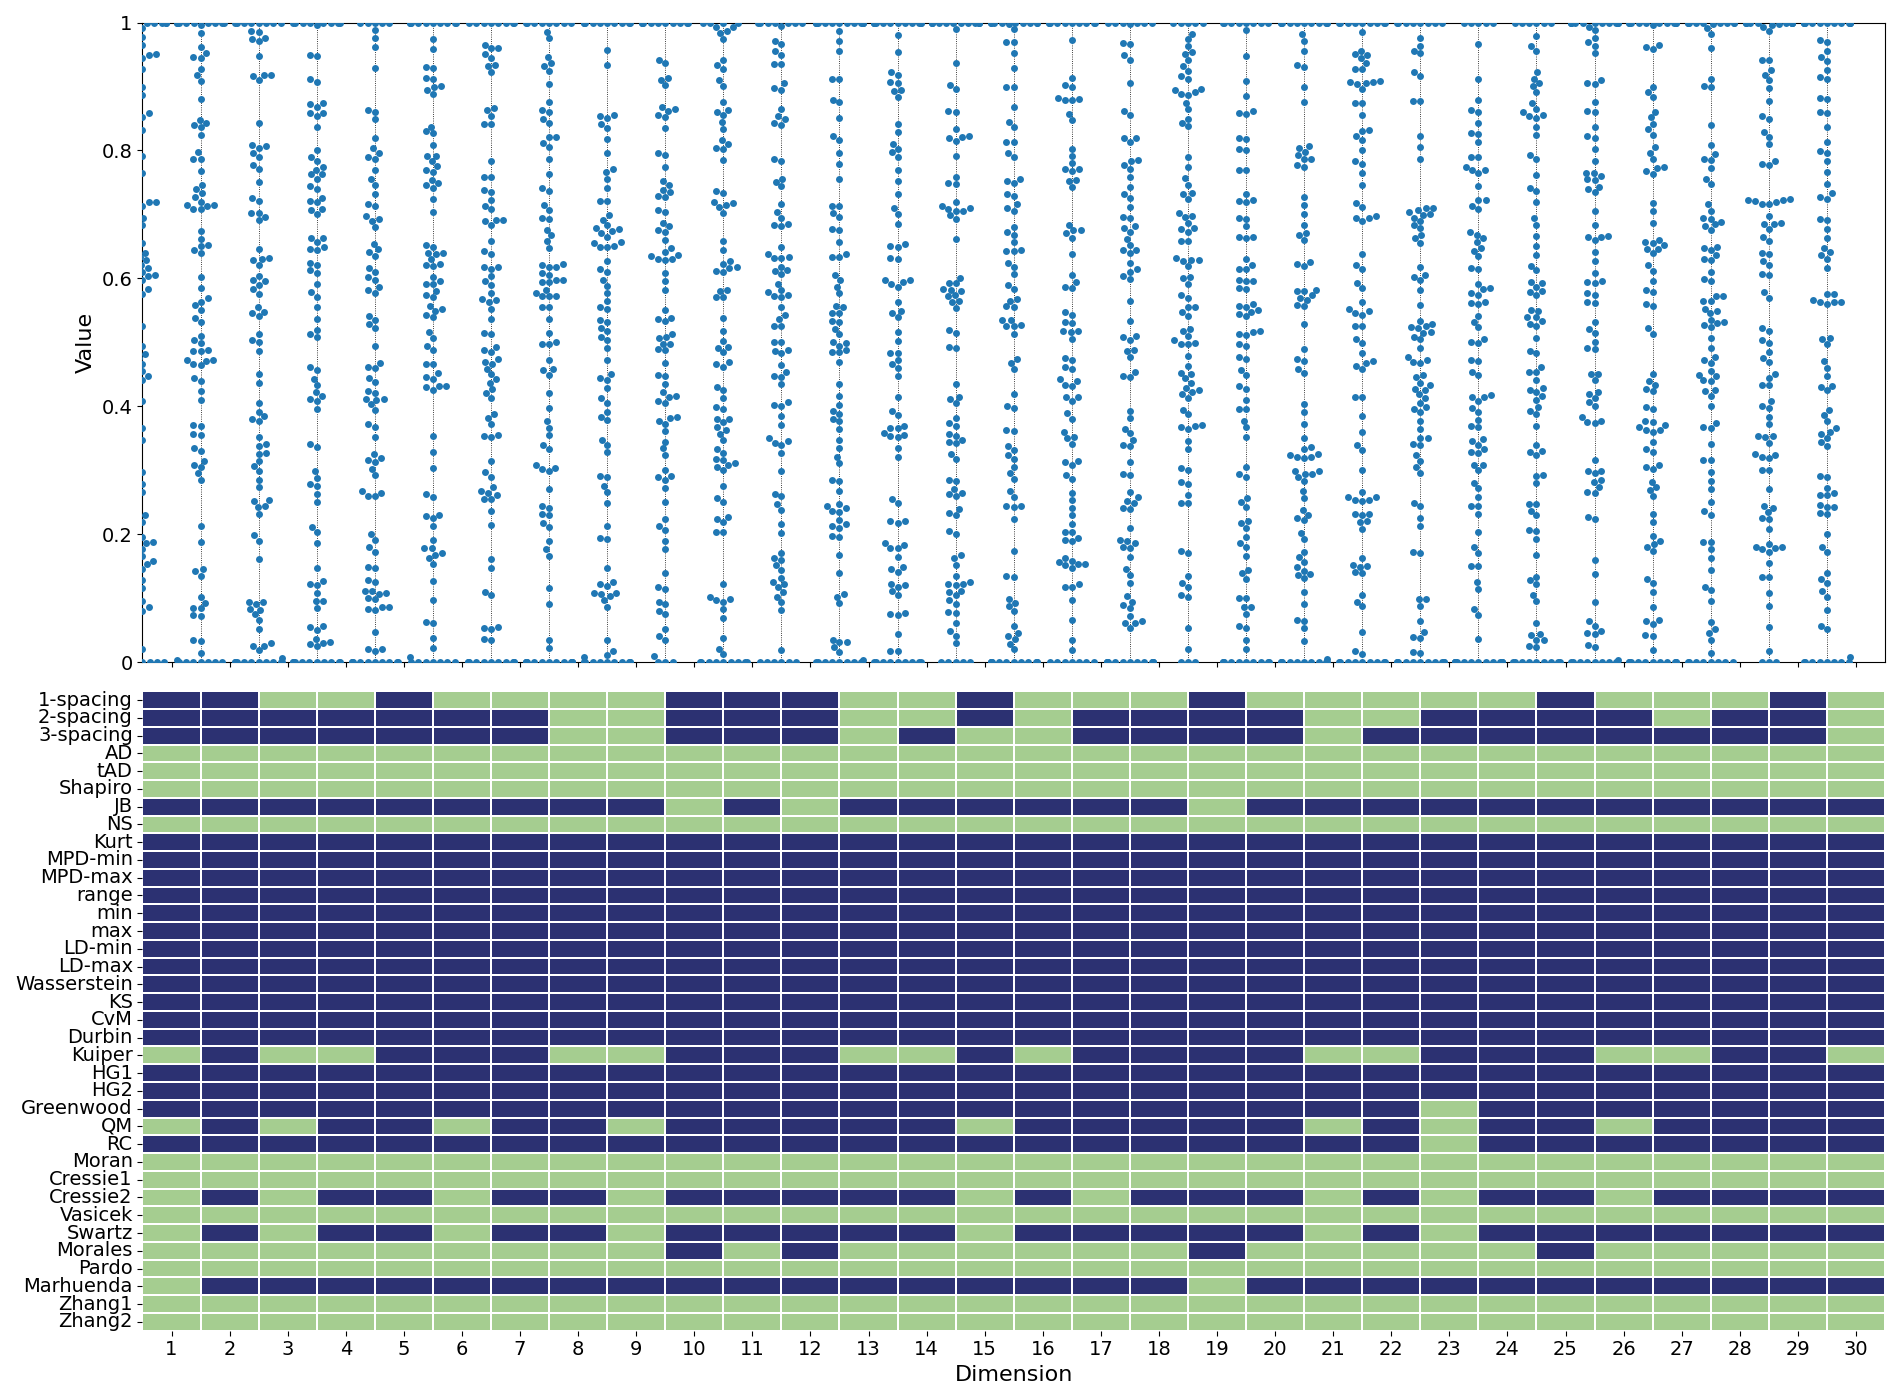 1
0.8
0.6
0.4
0.2
0
Value
1-spacing
2-spacing
3-spacing
AD
tAD
Shapiro
JB
NS
Kurt
MPD-min
MPD-max
range
min
max
LD-min
LD-max
Wasserstein
KS
CvM
Durbin
Kuiper
HG1
HG2
Greenwood
QM
RC
Moran
Cressie1
Cressie2
Vasicek
Swartz
Morales
Pardo
Marhuenda
Zhang1
Zhang2
1 2 3 4 5 6 7 8 9 10 11 12 13 14 15 16 17 18 19 20 21 22 23 24 25 26 27 28 29 30
Dimension